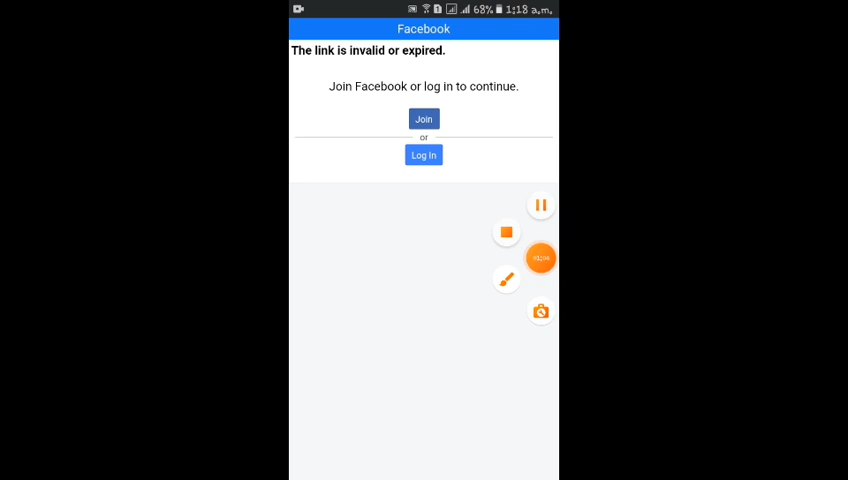 68% 1:18 a.m.
Facebook
The link is invalid or expired.
Join Facebook or log in to continue.
Join
or
Log In